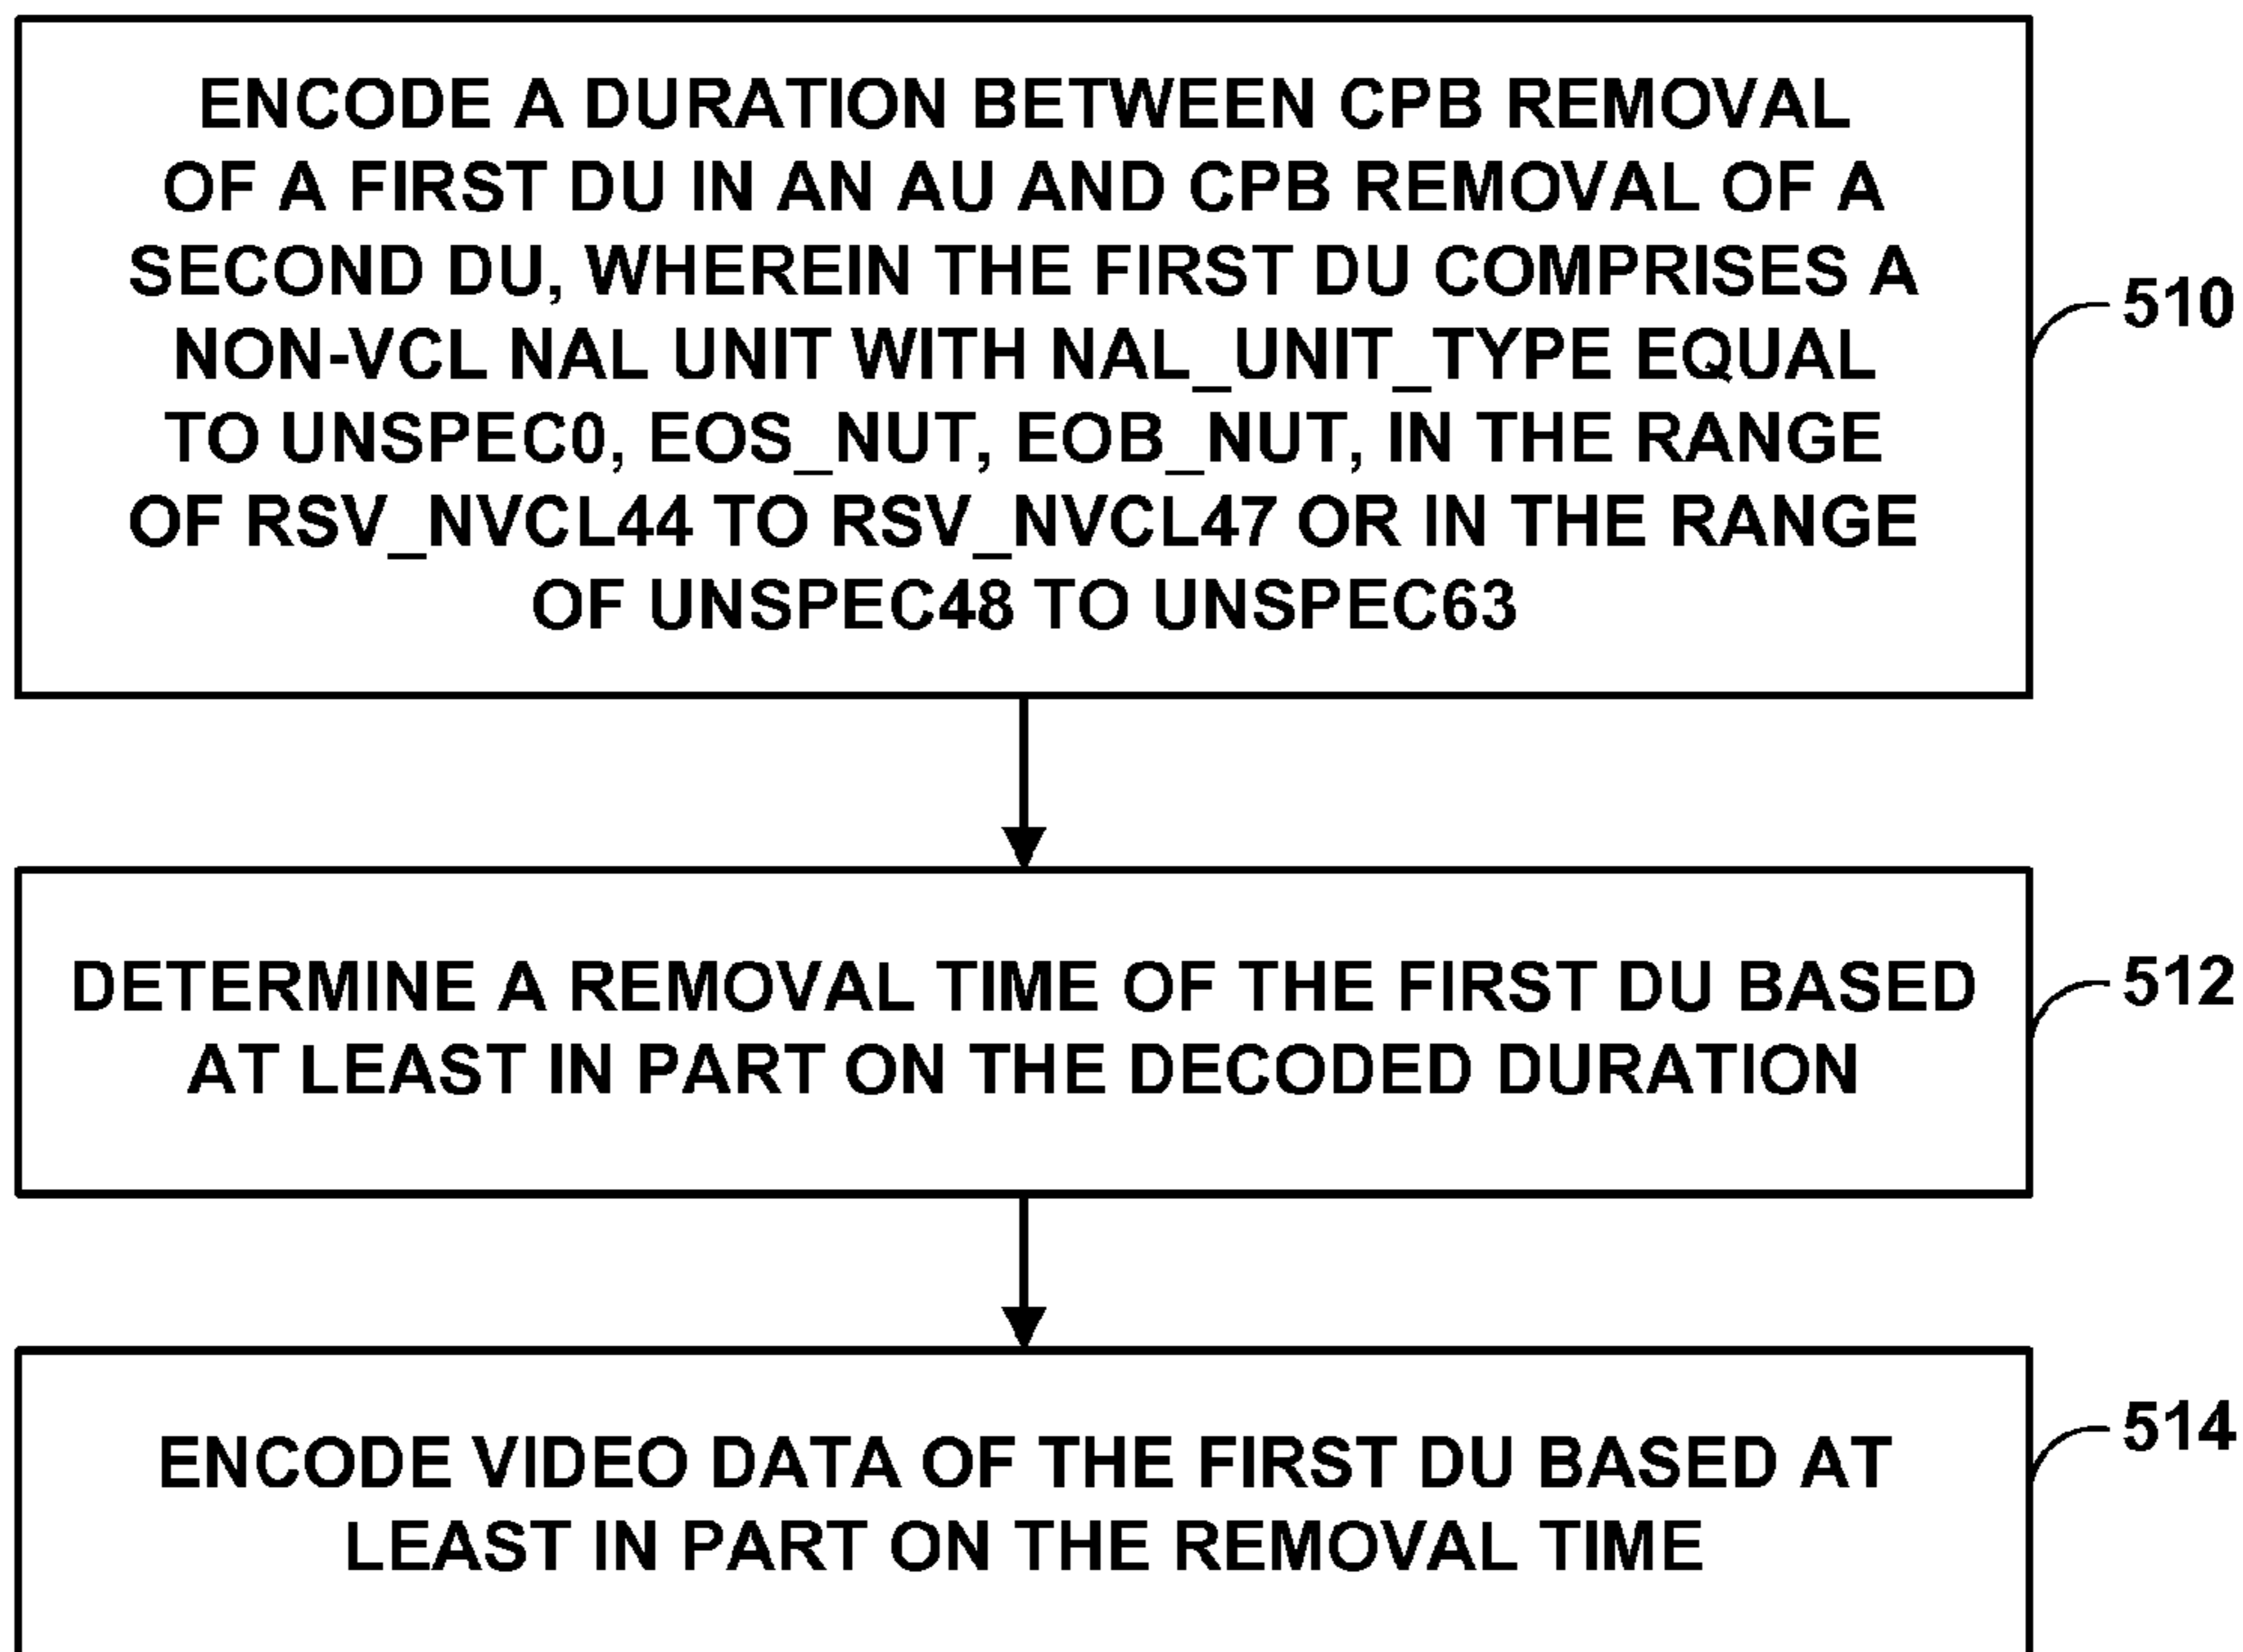 ENCODE A DURATION BETWEEN CPB REMOVAL
OF A FIRST DU IN AN AU AND CPB REMOVAL OF A
SECOND DU, WHEREIN THE FIRST DU COMPRISES A
NON-VCL NAL UNIT WITH NAL_UNIT_TYPE EQUAL
TO UNSPEC0, EOS_NUT, EOB_NUT, IN THE RANGE
OF RSV_NVCL44 TO RSV_NVCL47 OR IN THE RANGE
OF UNSPEC48 TO UNSPEC63
510
DETERMINE A REMOVAL TIME OF THE FIRST DU BASED
AT LEAST IN PART ON THE DECODED DURATION
512
ENCODE VIDEO DATA OF THE FIRST DU BASED AT
LEAST IN PART ON THE REMOVAL TIME
514